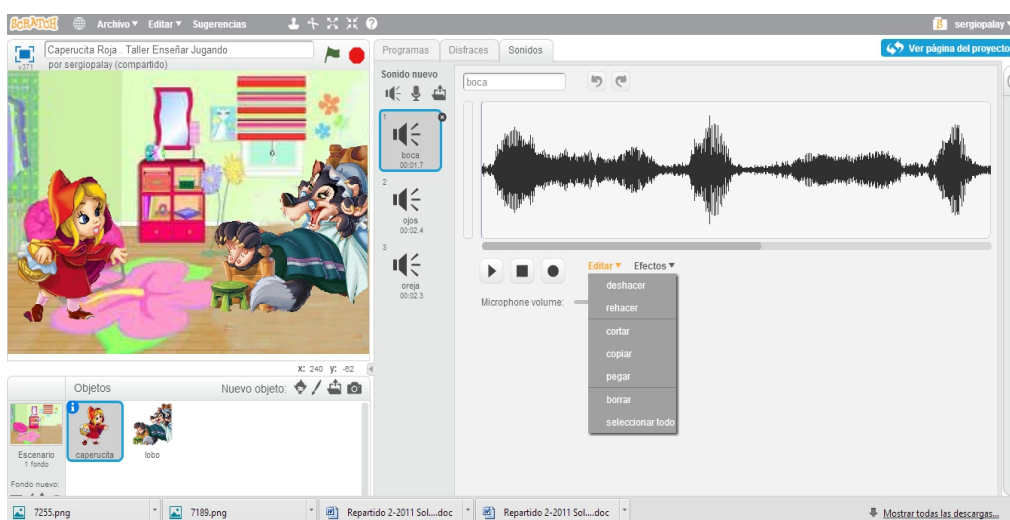 SCRATCH Archivo Editar Sugerencias sergiopalay
Caperucita Roja . Taller Enseñar Jugando
por sergiopalay (compartido)
v371
Programas Disfraces Sonidos
Ver página del proyecto
Sonido nuevo
boca
1
boca
00:01.7
2
ojos
00:02.4
3
oreja
00:02.3
Editar Efectos
deshacer
rehacer
cortar
copiar
pegar
borrar
seleccionar todo
Microphone volume:
x: 240 y: -62
Objetos Nuevo objeto:
Escenario
1 fondo
caperucita
lobo
Fondo nuevo:
7255.png 7189.png Repartido 2-2011 Sol....doc Repartido 2-2011 Sol....doc Mostrar todas las descargas...